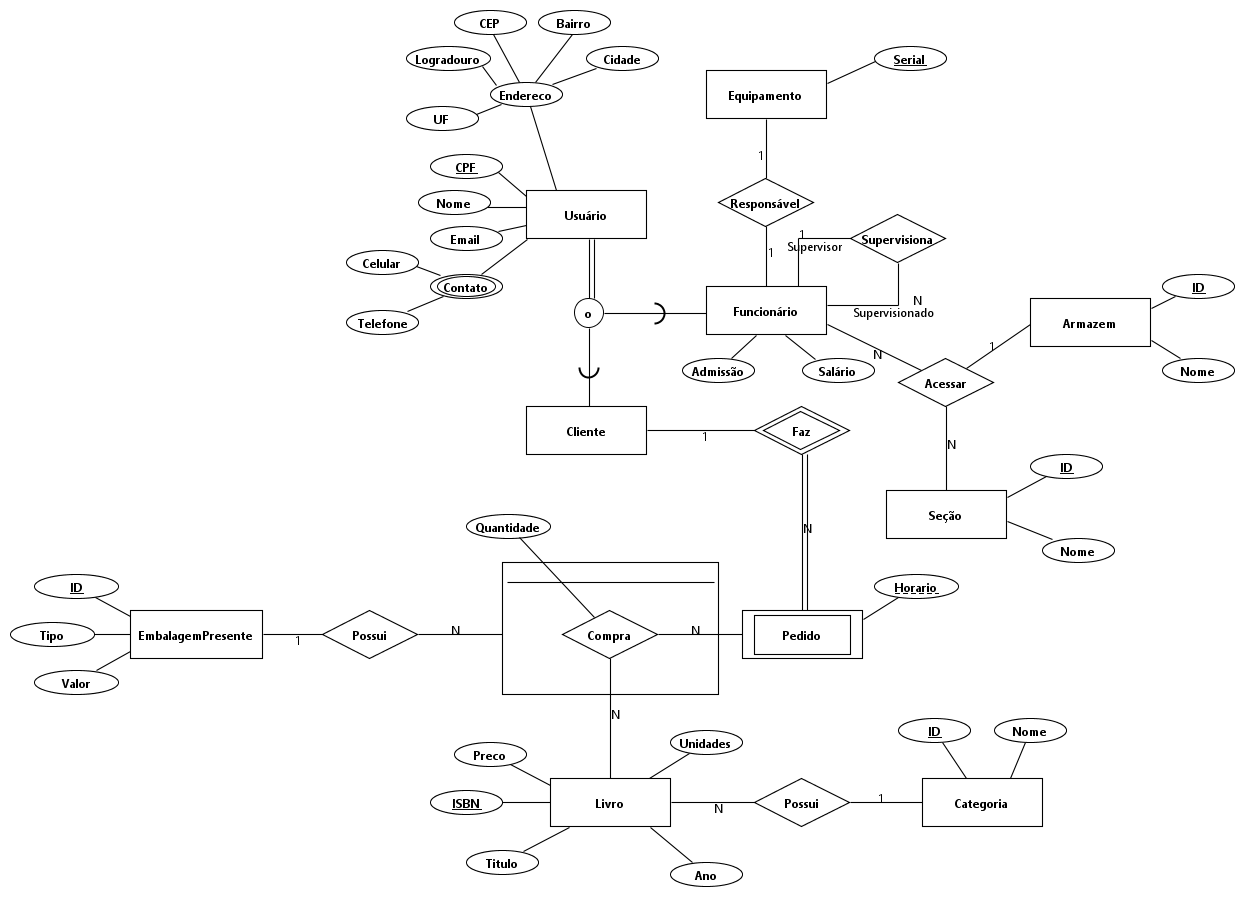 CEP
Bairro
Logradouro
Cidade
Endereco
UF
Serial
Equipamento
1
CPF
Nome
Usuário
Email
Responsável
1
1
Supervisor
Supervisiona
Celular
Contato
Telefone
o
Funcionário
N
Supervisionado
ID
Armazem
Nome
1
Admissão
Salário
N
Acessar
Cliente
1
Faz
N
ID
Seção
Nome
Quantidade
N
ID
Tipo
EmbalagemPresente
Valor
1
Possui
N
Compra
N
Pedido
Horario
N
Preco
Unidades
ISBN
Livro
Titulo
Ano
N
Possui
1
ID
Nome
Categoria